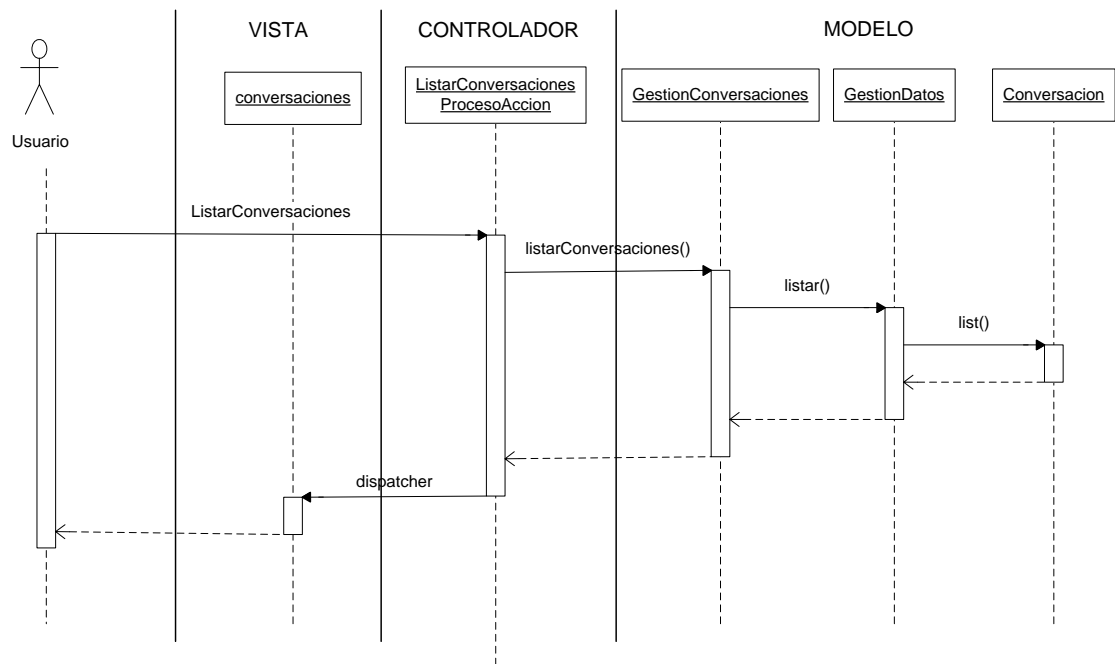 VISTA
CONTROLADOR
MODELO
conversaciones
ListarConversaciones
ProcesoAccion
GestionConversaciones
GestionDatos
Conversacion
Usuario
ListarConversaciones
listarConversaciones()
listar()
list()
dispatcher